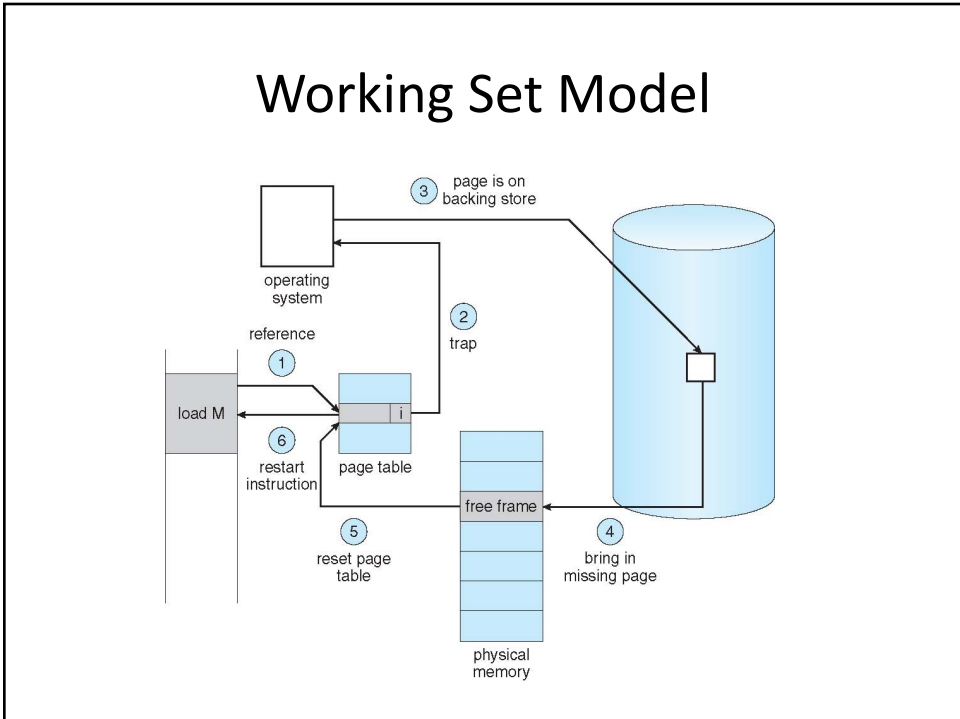 Working Set Model
3
page is on
backing store
operating
system
2
trap
reference
1
load M
i
6
restart
instruction
page table
free frame
5
reset page
table
4
bring in
missing page
physical
memory